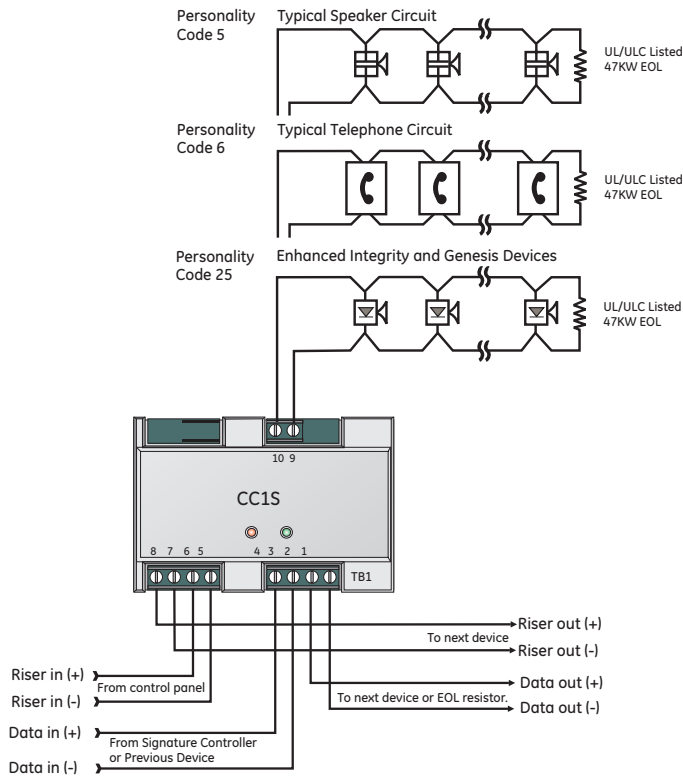 Personality
Code 5
Typical Speaker Circuit
UL/ULC Listed
47KW EOL
Personality
Code 6
Typical Telephone Circuit
UL/ULC Listed
47KW EOL
Personality
Code 25
Enhanced Integrity and Genesis Devices
UL/ULC Listed
47KW EOL
10 9
CC1S
8 7 6 5 4 3 2 1
TB1
Riser out (+)
To next device
Riser out (-)
Riser in (+)
From control panel
Riser in (-)
Data out (+)
To next device or EOL resistor.
Data out (-)
Data in (+)
From Signature Controller
or Previous Device
Data in (-)